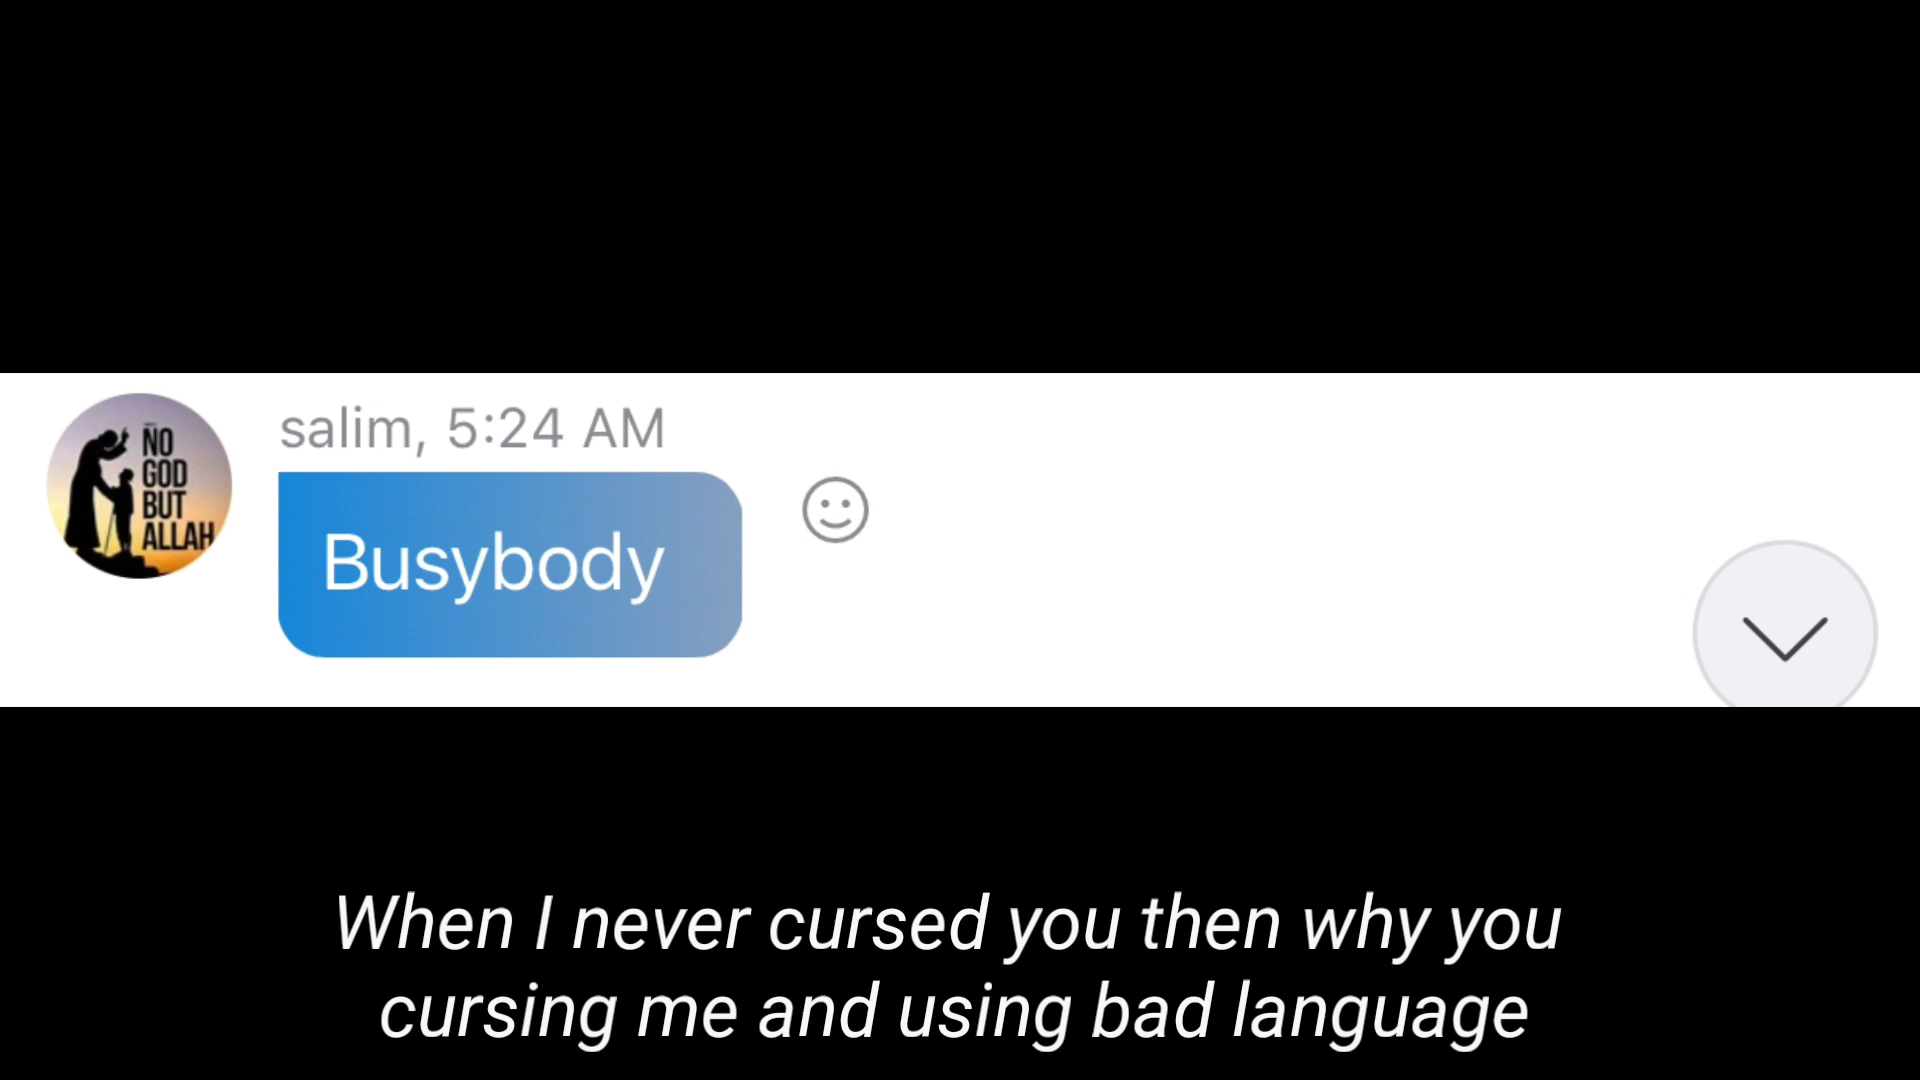 NO
GOD
BUT
ALLAH
salim, 5:24 AM
Busybody
When I never cursed you then why you
cursing me and using bad language